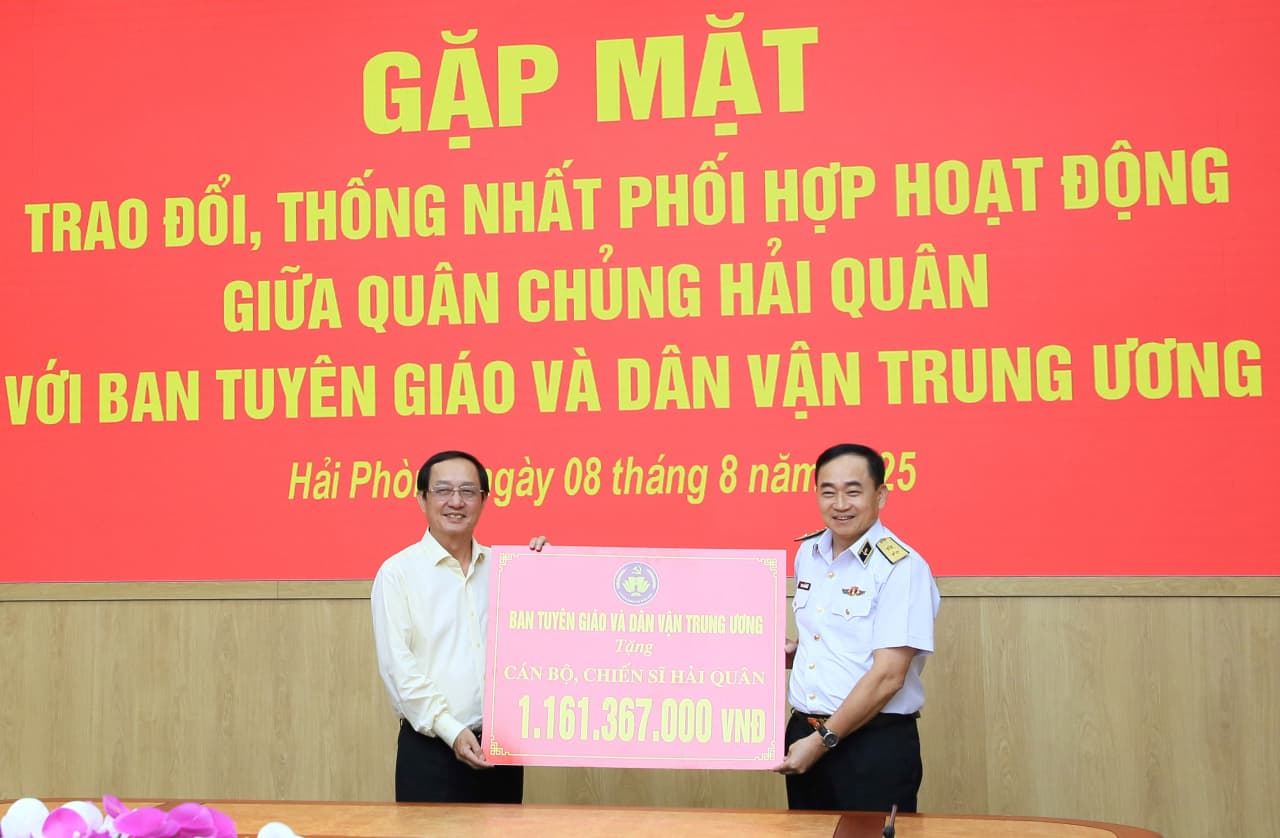 GẶP MẶT
TRAO ĐỔI, THỐNG NHẤT PHỐI HỢP HOẠT ĐỘNG
GIỮA QUÂN CHỦNG HẢI QUÂN
VỚI BAN TUYÊN GIÁO VÀ DÂN VẬN TRUNG ƯƠNG
Hải ngày 08 tháng 8 năm
BAN TUYÊN GIÁO VÀ DÂN VẬN TRUNG ƯƠNG
Tặng
CÁN BỘ, CHIẾN SĨ HẢI QUÂN
1.161.367.000 VNĐ